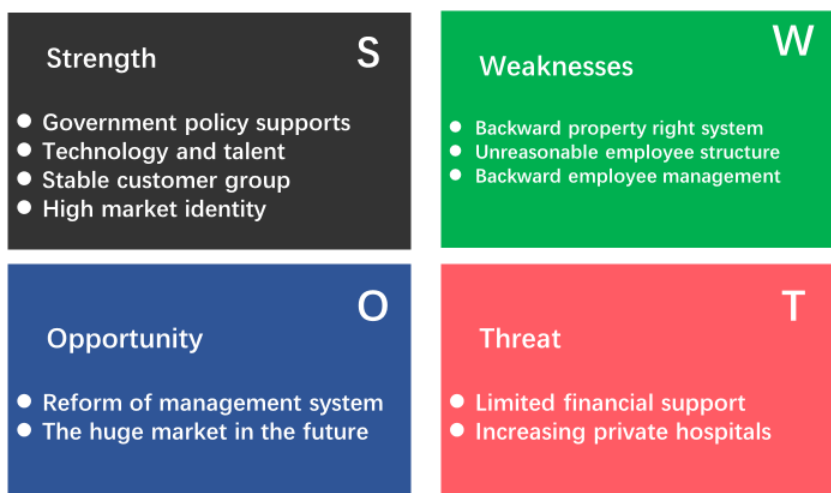 Strength
S
● Government policy supports
● Technology and talent
● Stable customer group
● High market identity
Weaknesses
W
● Backward property right system
● Unreasonable employee structure
● Backward employee management
Opportunity
O
● Reform of management system
● The huge market in the future
Threat
T
● Limited financial support
● Increasing private hospitals